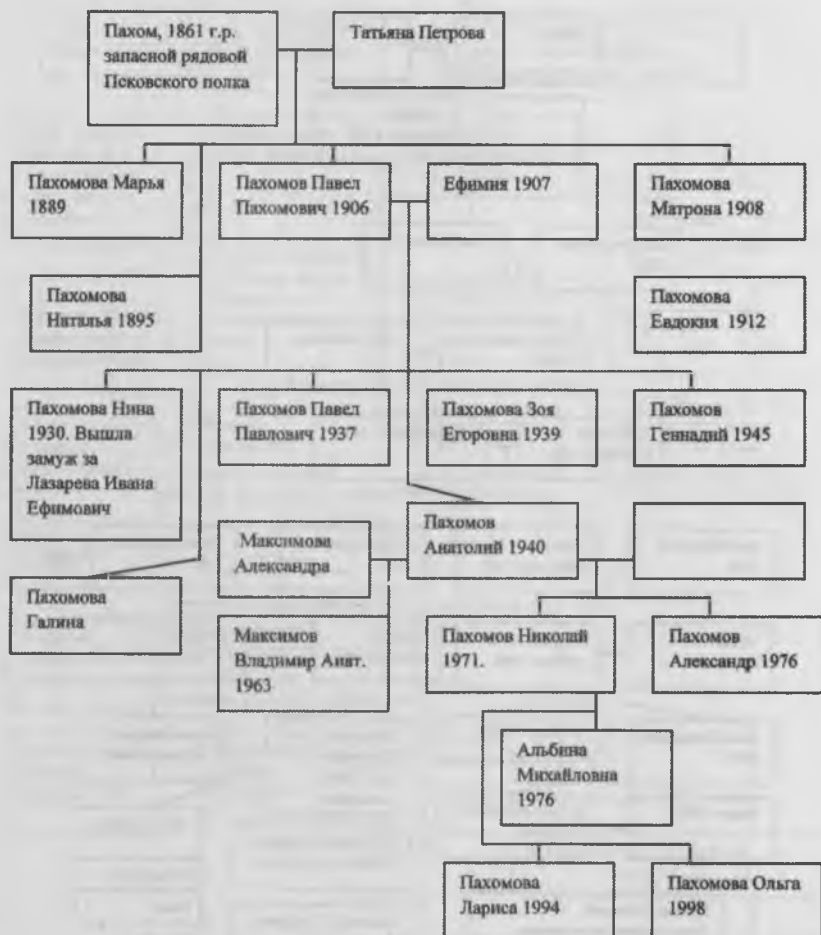 Пахом, 1861 г.р.
запасной рядовой
Псковского полка
Татьяна Петрова
Пахомова Марья
1889
Пахомов Павел
Пахомович 1906
Ефимия 1907
Пахомова
Матрона 1908
Пахомова
Наталья 1895
Пахомова
Евдокия 1912
Пахомова Нина
1930. Вышла
замуж за
Лазарева Ивана
Ефимович
Пахомов Павел
Павлович 1937
Пахомова Зоя
Егоровна 1939
Пахомов
Геннадий 1945
Максимова
Александра
Пахомов
Анатолий 1940
Пахомова
Галина
Максимов
Владимир Анат.
1963
Пахомов Николай
1971.
Пахомов
Александр 1976
Альбина
Михайловна
1976
Пахомова
Лариса 1994
Пахомова Ольга
1998